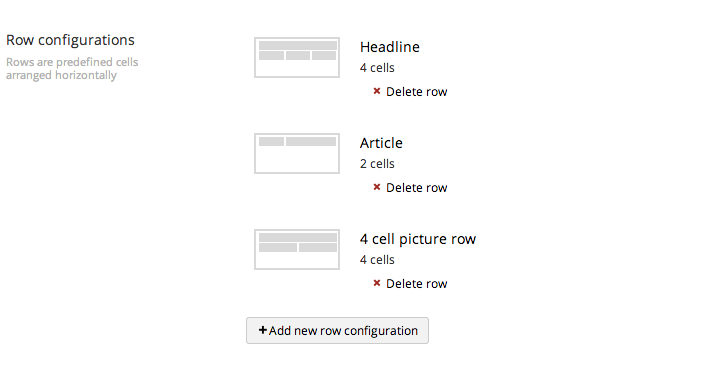 Row configurations
Rows are predefined cells
arranged horizontally
Headline
4 cells
Delete row
Article
2 cells
Delete row
4 cell picture row
4 cells
Delete row
Add new row configuration